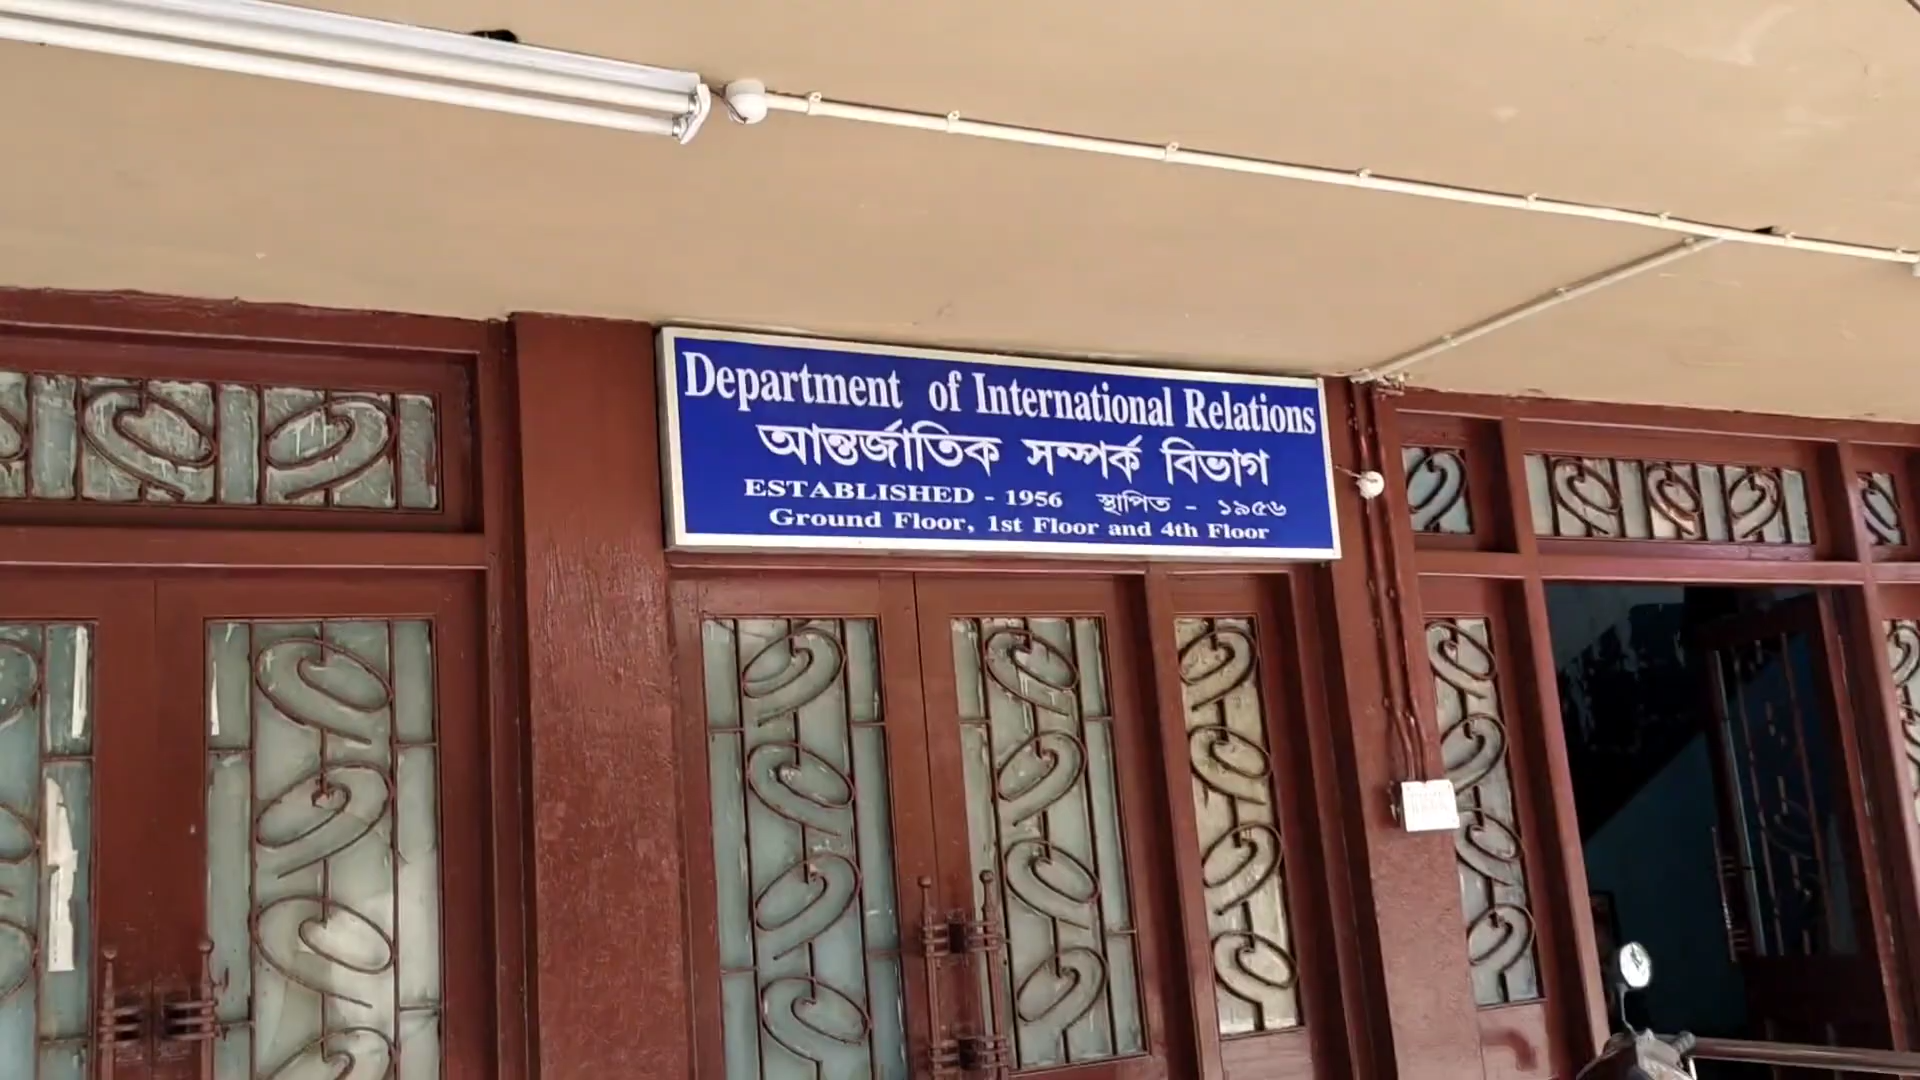 Department of International Relations
আন্তর্জাতিক সম্পর্ক বিভাগ
ESTABLISHED - 1956 স্থাপিত - ১৯৫৬
Ground Floor, 1st Floor and 4th Floor